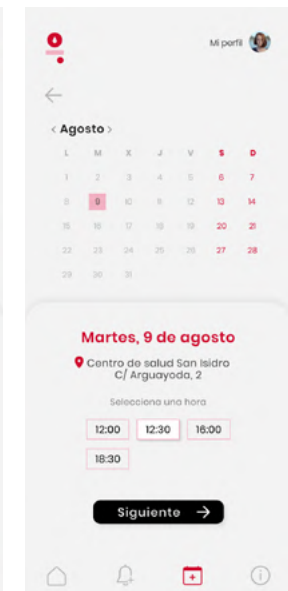 Mi perfil
< Agosto >
L M X J V S D
1 2 3 4 5 6 7
8 9 10 11 12 13 14
15 16 17 18 19 20 21
22 23 24 25 26 27 28
29 30 31
Martes, 9 de agosto
Centro de salud San Isidro
C/ Arguayoda, 2
Selecciona una hora
12:00 12:30 16:00
18:30
Siguiente →